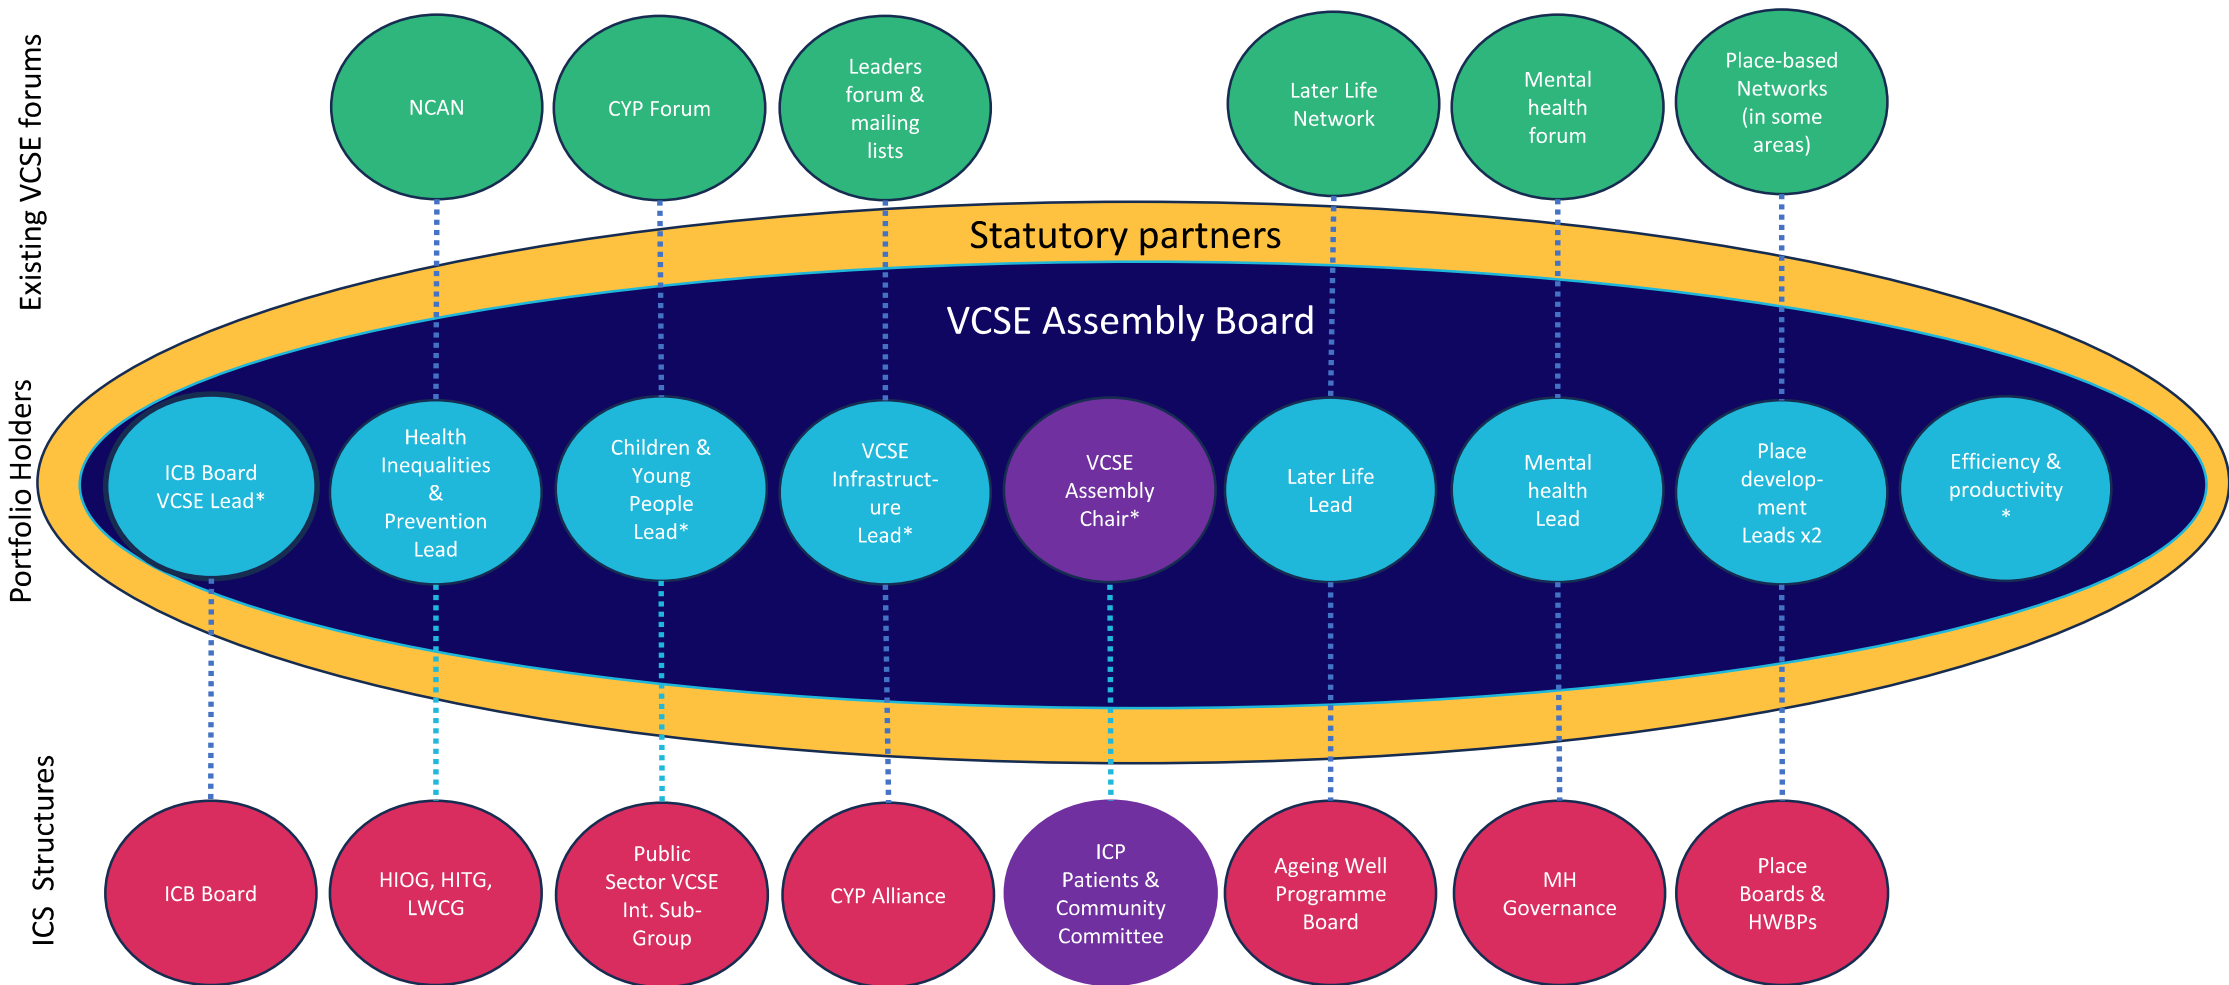 Existing VCSE forums
NCAN
CYP Forum
Leaders
forum &
mailing
lists
Later Life
Network
Mental
health
forum
Place-based
Networks
(in some
areas)
Statutory partners
VCSE Assembly Board
Portfolio Holders
ICB Board
VCSE Lead*
Health
Inequalities
&
Prevention
Lead
Children &
Young
People
Lead*
VCSE
Infrastruct-
ure
Lead*
VCSE
Assembly
Chair*
Later Life
Lead
Mental
health
Lead
Place
develop-
ment
Leads x2
Efficiency &
productivity
*
ICS Structures
ICB Board
HIOG, HITG,
LWCG
Public
Sector VCSE
Int. Sub-
Group
CYP Alliance
ICP
Patients &
Community
Committee
Ageing Well
Programme
Board
MH
Governance
Place
Boards &
HWBPs